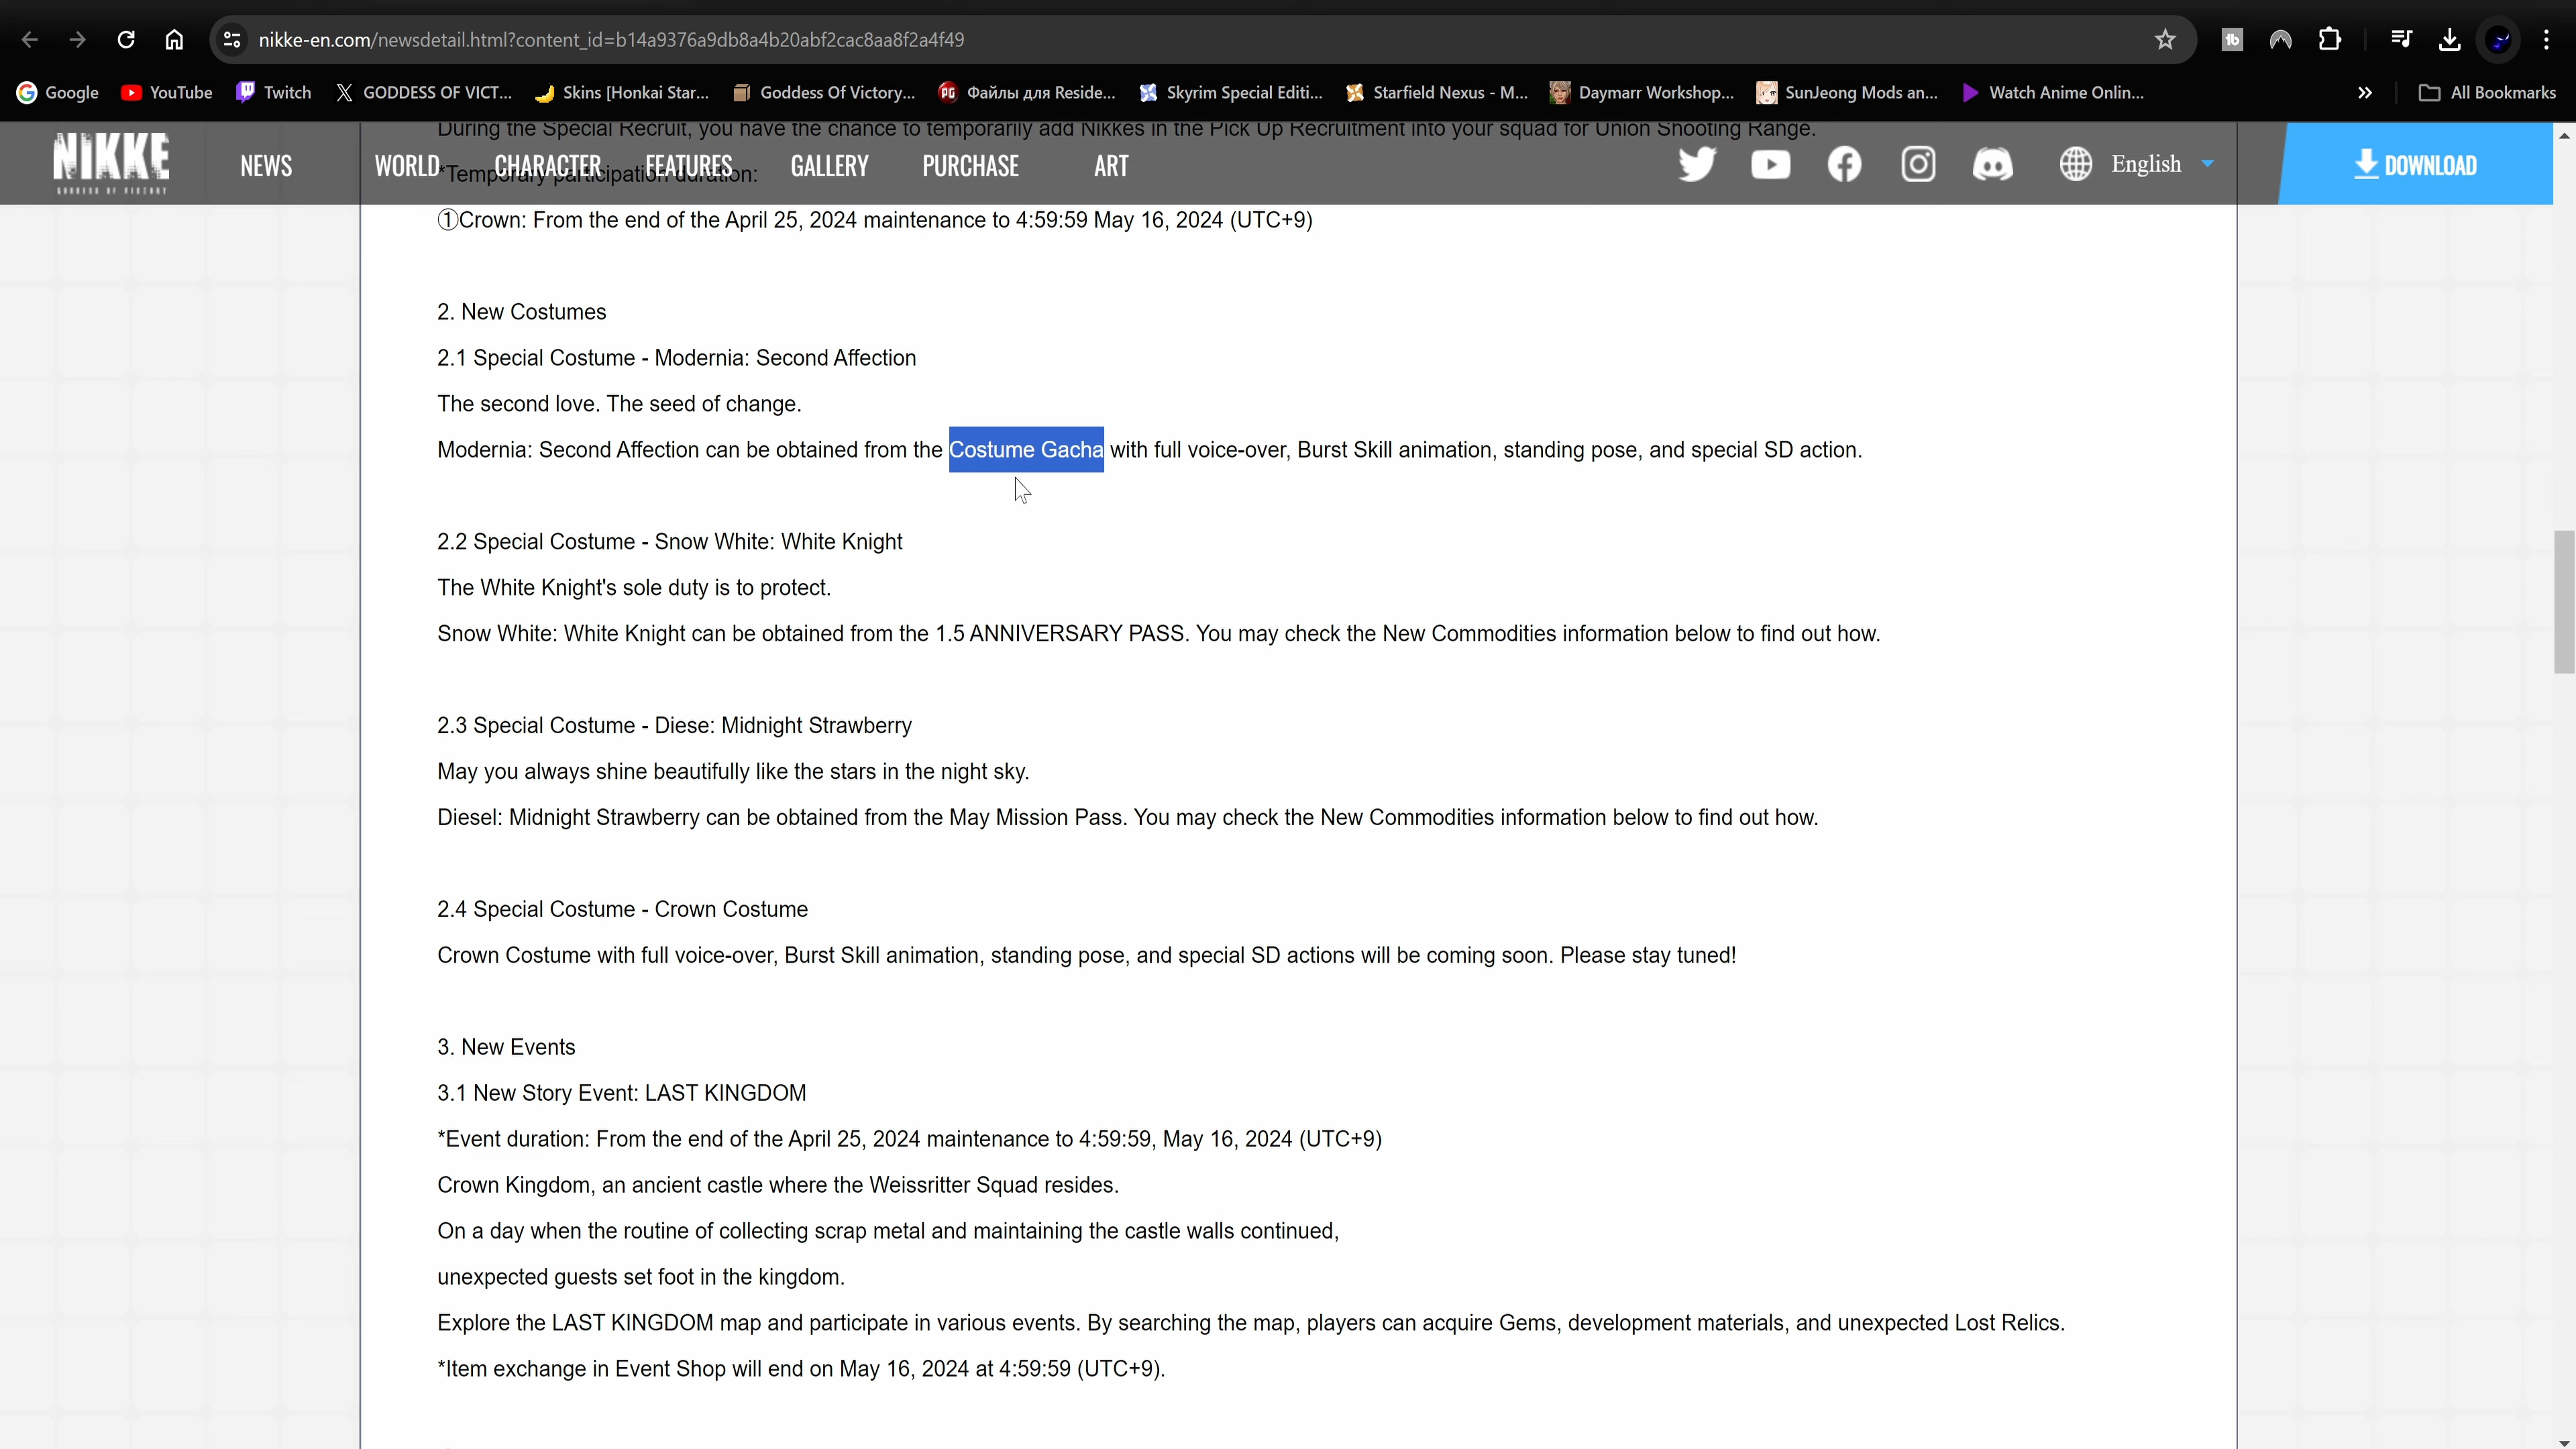 nikke-en.com/newsdetail.html?content_id=b14a9376a9db8a4b20abf2cac8aa8f2a4f49
Google YouTube Twitch GODDESS OF VICT... Skins [Honkai Star... Goddess Of Victory... Файлы для Reside... Skyrim Special Editi... Starfield Nexus - M... Daymarr Workshop... SunJeong Mods an... Watch Anime Onlin... All Bookmarks
During the Special Recruit, you have the chance to temporarily add Nikkes in the Pick Up Recruitment into your squad for Union Shooting Range.
NIKKE NEWS WORLD CHARACTER FEATURES GALLERY PURCHASE ART English DOWNLOAD
GODDESS OF VICTORY
*Temporary participation duration:
①Crown: From the end of the April 25, 2024 maintenance to 4:59:59 May 16, 2024 (UTC+9)
2. New Costumes
2.1 Special Costume - Modernia: Second Affection
The second love. The seed of change.
Modernia: Second Affection can be obtained from the Costume Gacha with full voice-over, Burst Skill animation, standing pose, and special SD action.
2.2 Special Costume - Snow White: White Knight
The White Knight's sole duty is to protect.
Snow White: White Knight can be obtained from the 1.5 ANNIVERSARY PASS. You may check the New Commodities information below to find out how.
2.3 Special Costume - Diese: Midnight Strawberry
May you always shine beautifully like the stars in the night sky.
Diesel: Midnight Strawberry can be obtained from the May Mission Pass. You may check the New Commodities information below to find out how.
2.4 Special Costume - Crown Costume
Crown Costume with full voice-over, Burst Skill animation, standing pose, and special SD actions will be coming soon. Please stay tuned!
3. New Events
3.1 New Story Event: LAST KINGDOM
*Event duration: From the end of the April 25, 2024 maintenance to 4:59:59, May 16, 2024 (UTC+9)
Crown Kingdom, an ancient castle where the Weissritter Squad resides.
On a day when the routine of collecting scrap metal and maintaining the castle walls continued,
unexpected guests set foot in the kingdom.
Explore the LAST KINGDOM map and participate in various events. By searching the map, players can acquire Gems, development materials, and unexpected Lost Relics.
*Item exchange in Event Shop will end on May 16, 2024 at 4:59:59 (UTC+9).